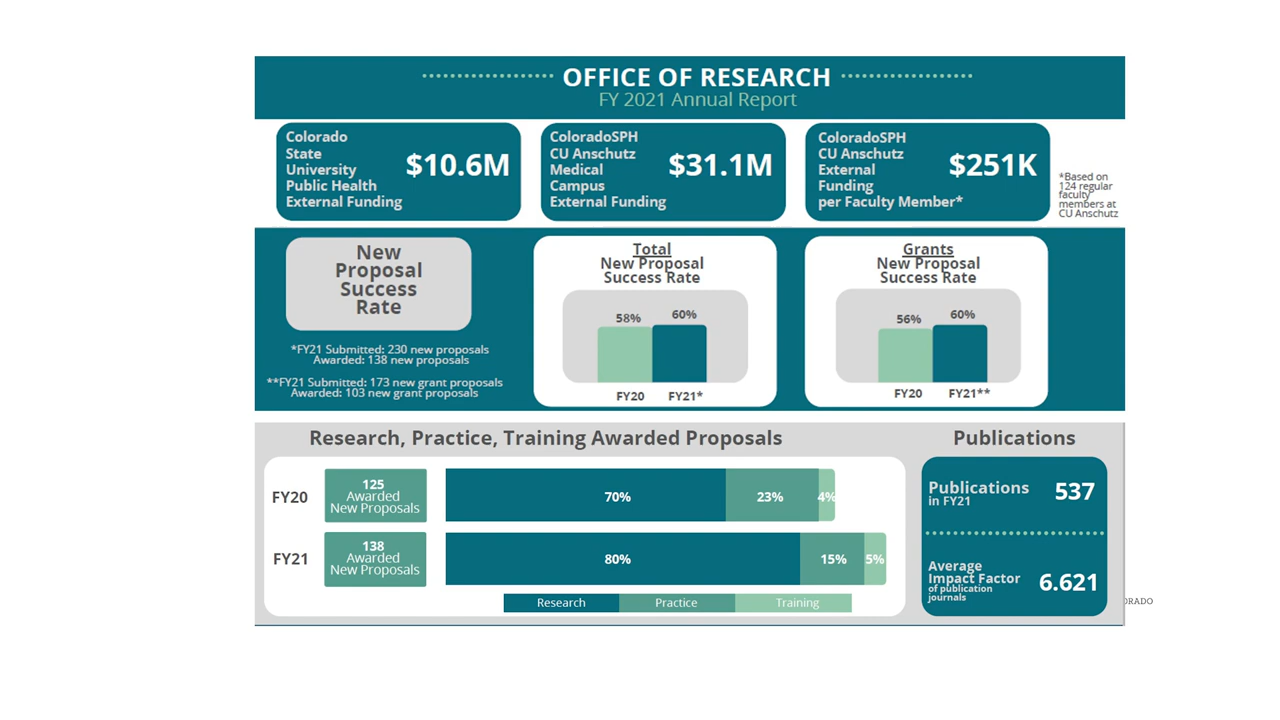 OFFICE OF RESEARCH
FY 2021 Annual Report
Colorado
State
University
Public Health
External Funding
$10.6M
ColoradoSPH
CU Anschutz
Medical
Campus
External Funding
$31.1M
ColoradoSPH
CU Anschutz
External
Funding
per Faculty Member*
$251K
*Based on
124 regular
faculty
members at
CU Anschutz
New
Proposal
Success
Rate
*FY21 Submitted: 230 new proposals
Awarded: 138 new proposals
**FY21 Submitted: 173 new grant proposals
Awarded: 103 new grant proposals
Total
New Proposal
Success Rate
58%
60%
FY20
FY21*
Grants
New Proposal
Success Rate
56%
60%
FY20
FY21**
Research, Practice, Training Awarded Proposals
FY20
125
Awarded
New Proposals
70%
23%
4%
FY21
138
Awarded
New Proposals
80%
15%
5%
Research
Practice
Training
Publications
Publications
in FY21
537
Average
Impact Factor
of publication
journals
6.621
ORADO